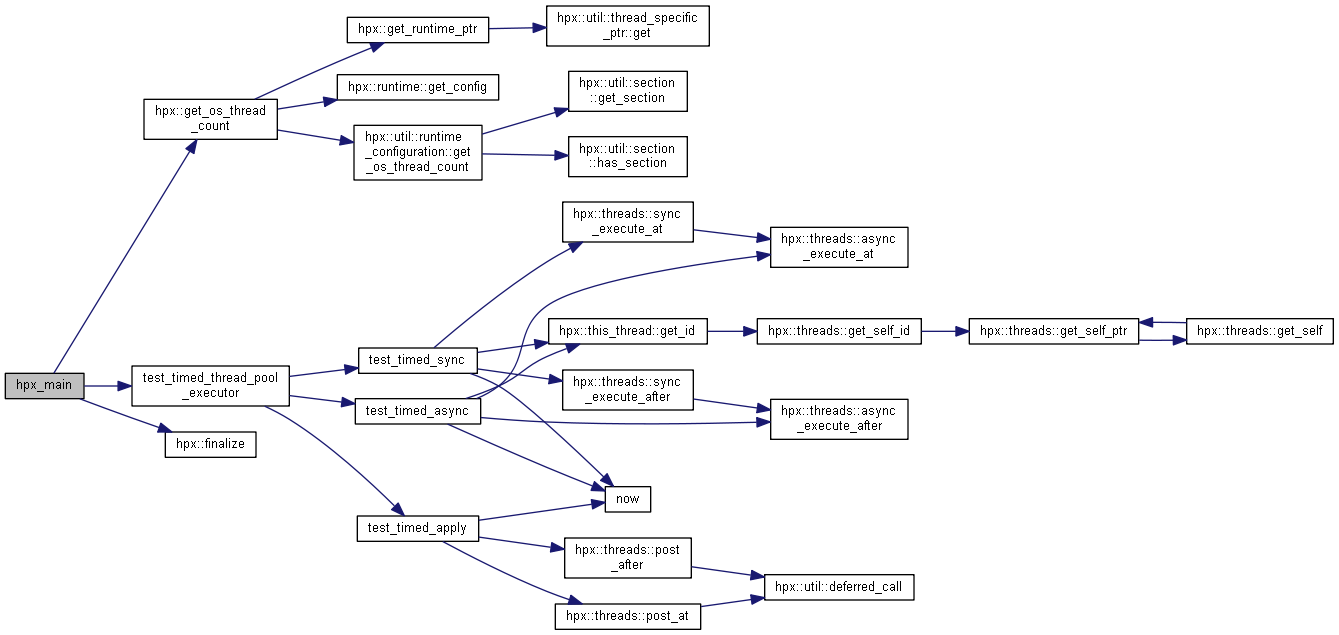 hpx::get_runtime_ptr
hpx::util::thread_specific
_ptr::get
hpx::runtime::get_config
hpx::get_os_thread
_count
hpx::util::runtime
_configuration::get
_os_thread_count
hpx::util::section
::get_section
hpx::util::section
::has_section
hpx::threads::sync
_execute_at
hpx::threads::async
_execute_at
hpx::this_thread::get_id
hpx::threads::get_self_id
hpx::threads::get_self_ptr
hpx::threads::get_self
test_timed_sync
hpx_main
test_timed_thread_pool
_executor
hpx::threads::sync
_execute_after
test_timed_async
hpx::threads::async
_execute_after
hpx::finalize
now
test_timed_apply
hpx::threads::post
_after
hpx::util::deferred_call
hpx::threads::post_at